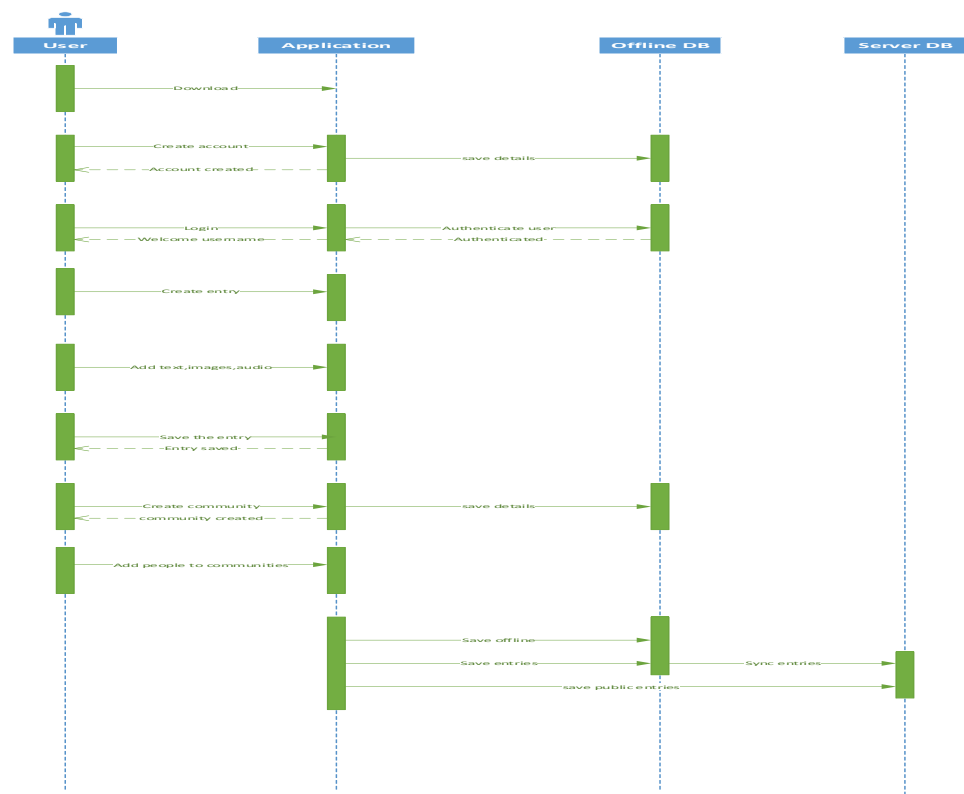 User
Application
Offline DB
Server DB
Download
Create account
save details
Account created
Login
Authenticate user
Welcome username
Authenticated
Create entry
Add text,images,audio
Save the entry
Entry saved
Create community
save details
community created
Add people to communities
Save offline
Save entries
Sync entries
save public entries